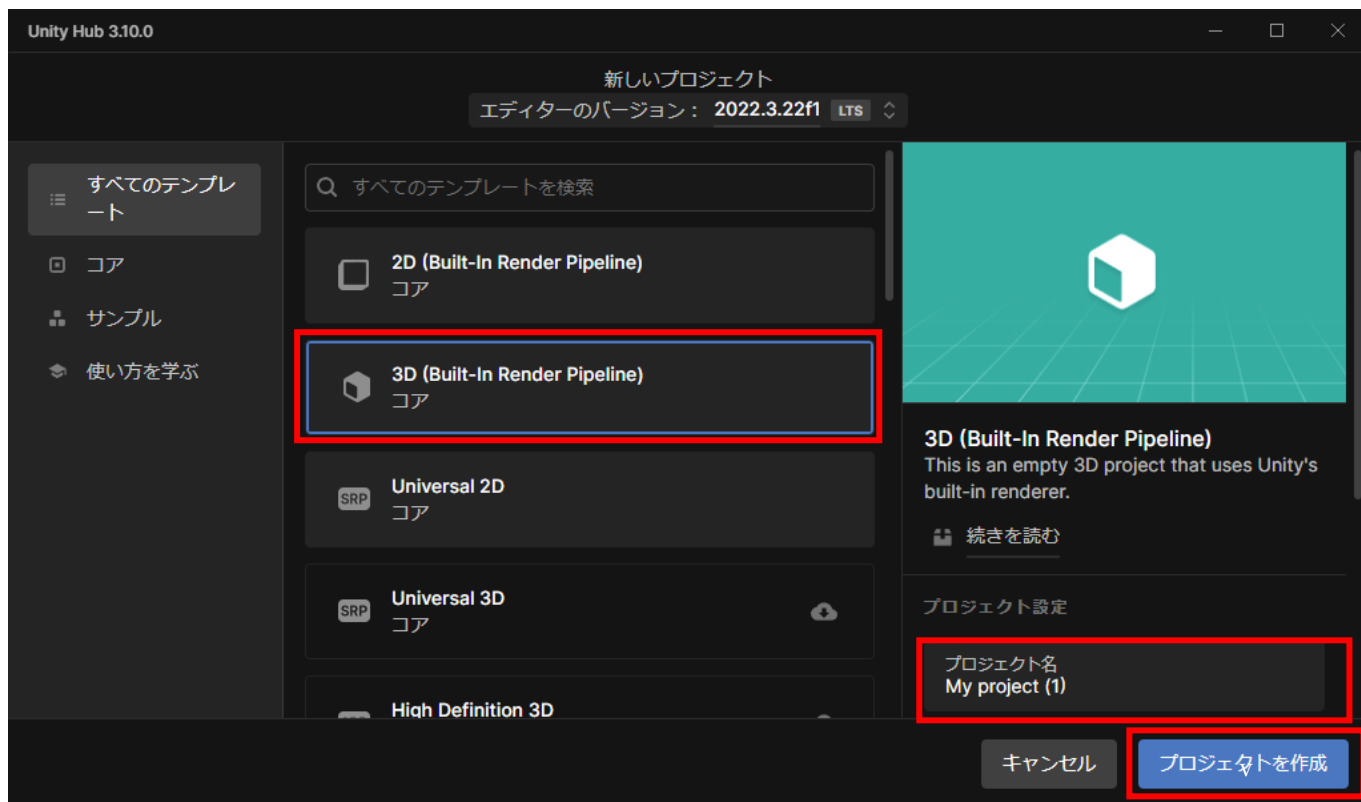 Unity Hub 3.10.0
新しいプロジェクト
エディターのバージョン： 2022.3.22f1 LTS
すべてのテンプレ
ート
コア
サンプル
使い方を学ぶ
すべてのテンプレートを検索
2D (Built-In Render Pipeline)
コア
3D (Built-In Render Pipeline)
コア
SRP
Universal 2D
コア
SRP
Universal 3D
コア
High Definition 3D
3D (Built-In Render Pipeline)
This is an empty 3D project that uses Unity's
built-in renderer.
続きを読む
プロジェクト設定
プロジェクト名
My project (1)
キャンセル
プロジェクトを作成